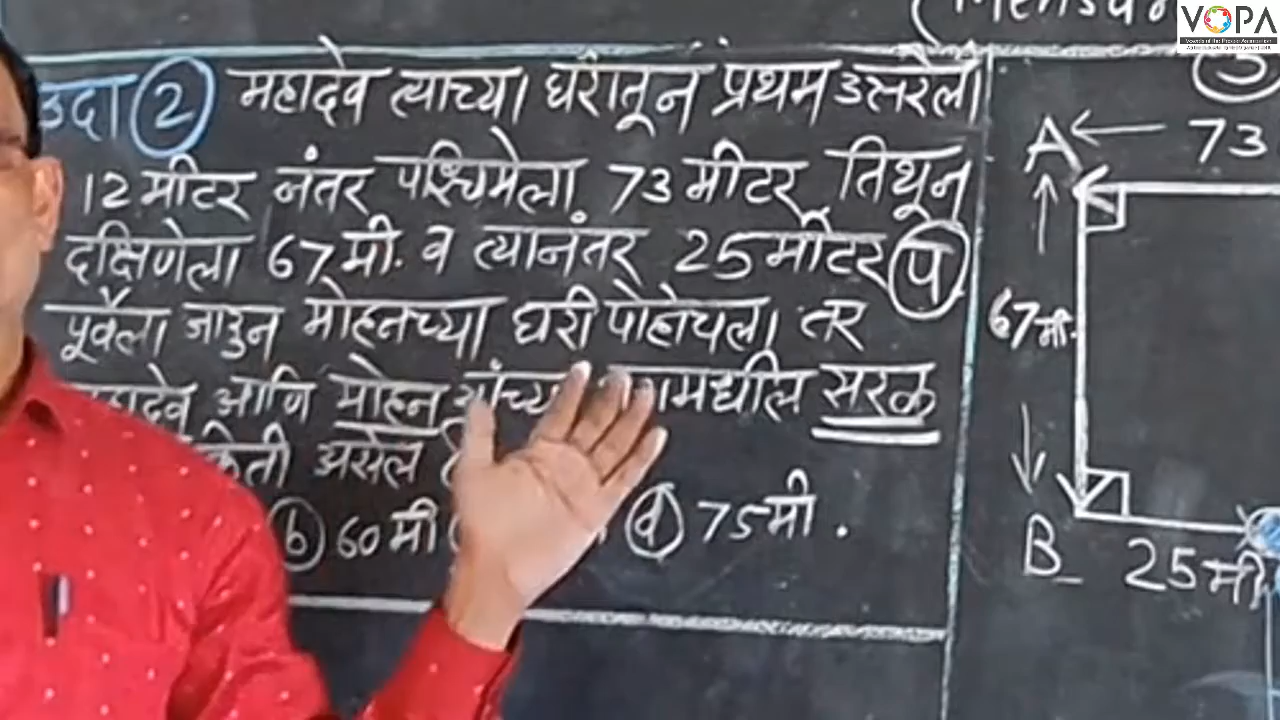 VOPA
उदा 2 महादेव त्याच्या घरातून प्रथम उत्तरेला
12 मीटर नंतर पश्चिमेला 73 मीटर तिथून
दक्षिणेला 67 मी. व त्यानंतर 25 मीटर प
पूर्वेला जाउन मोहनच्या घरी पोहोचला तर
आणि मोहन सरळ
असेल
b 60 मी d 75 मी .
A ← 73
67 मी.
B 25 मी